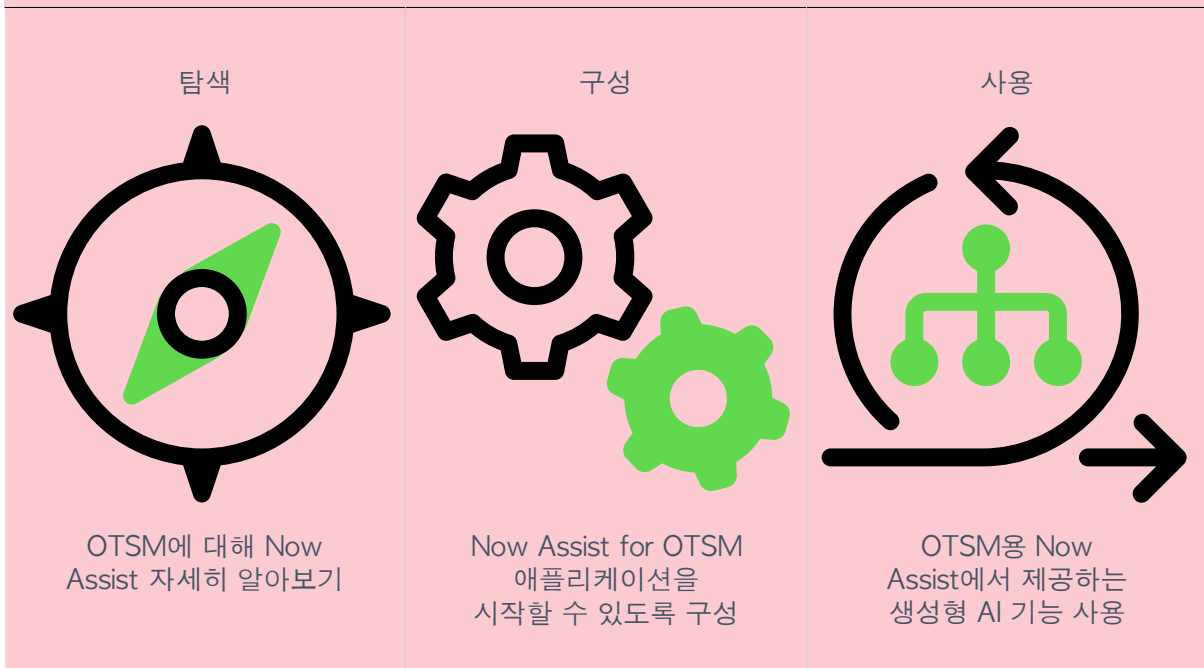 탐색
구성
사용
OTSM에 대해 Now
Assist 자세히 알아보기
Now Assist for OTSM
애플리케이션을
시작할 수 있도록 구성
OTSM용 Now
Assist에서 제공하는
생성형 AI 기능 사용